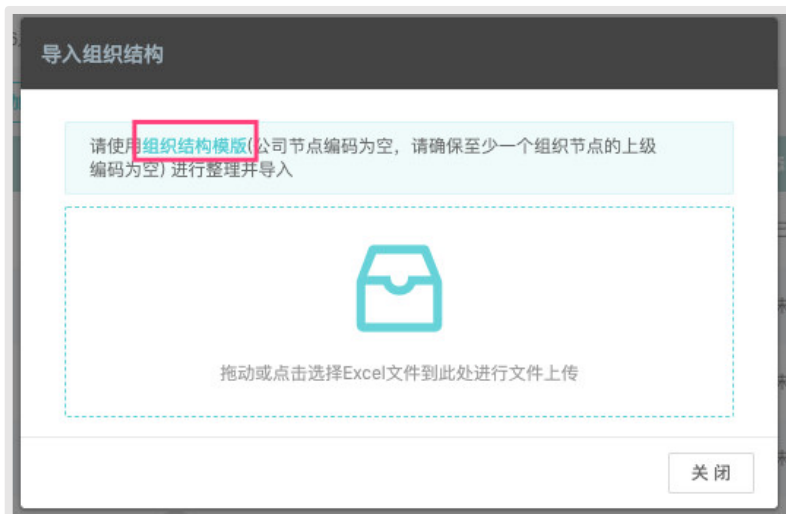 导入组织结构
请使用组织结构模版(公司节点编码为空，请确保至少一个组织节点的上级
编码为空) 进行整理并导入
拖动或点击选择Excel文件到此处进行文件上传
关 闭